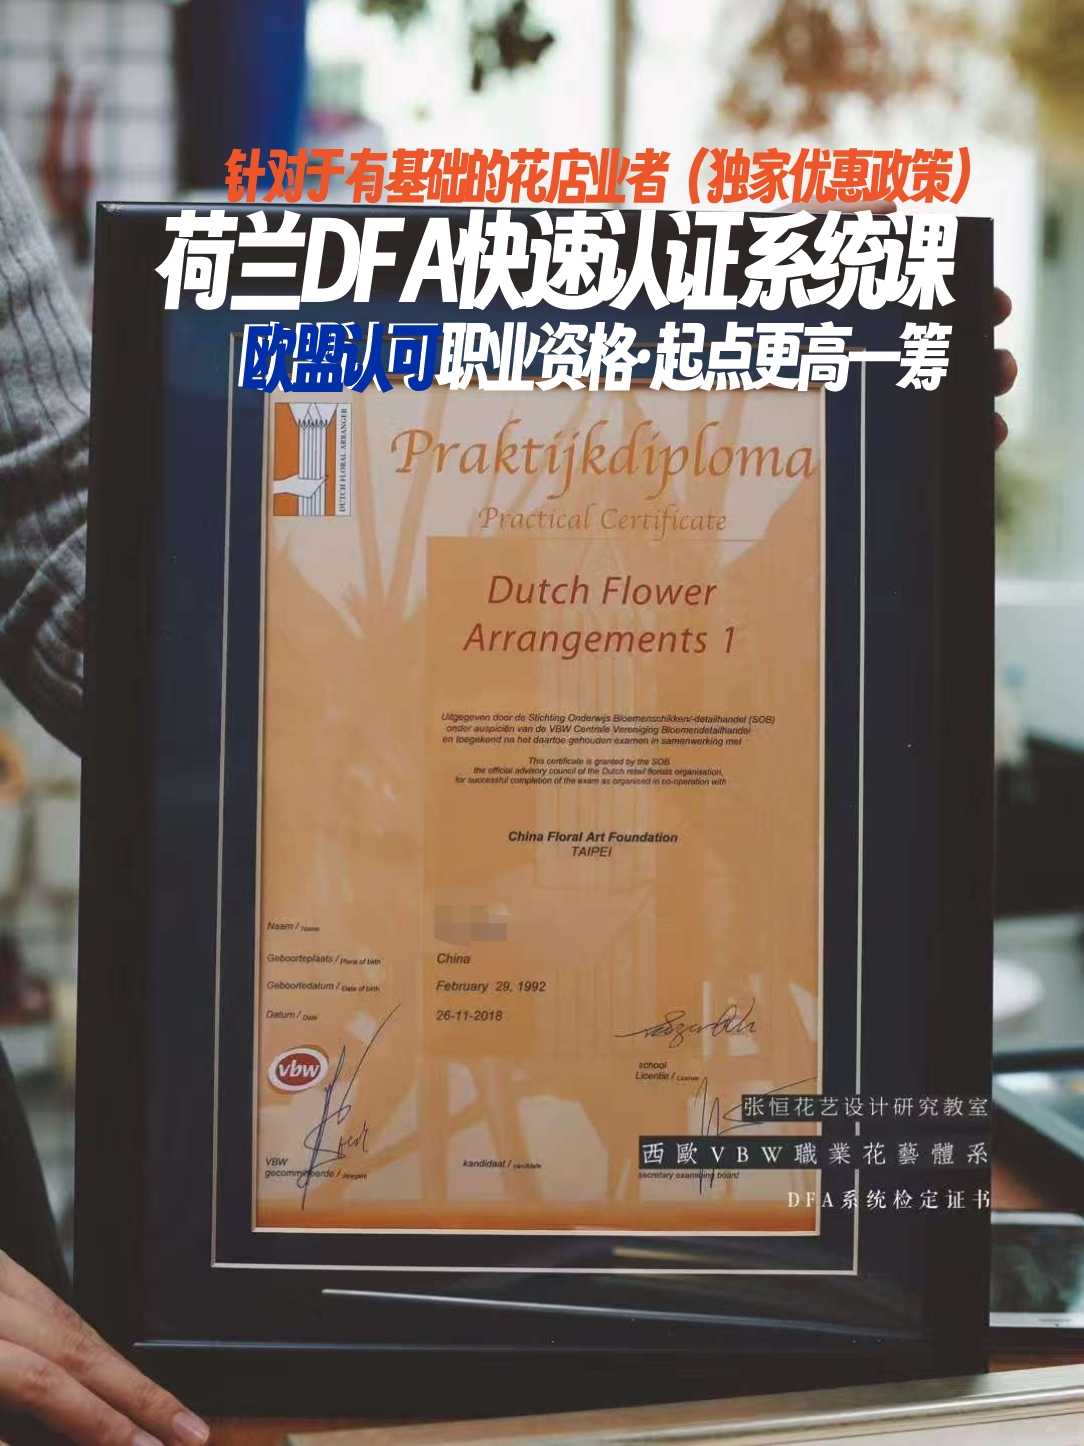 针对于有基础的花店业者（独家优惠政策）
荷兰DFA快速认证系统课
欧盟认可职业资格·起点更高一筹
DUTCH FLORAL ARRANGER
Praktijkdiploma
Practical Certificate
Dutch Flower
Arrangements 1
Uitgegeven door de Stichting Onderwijs Bloemenschikken/-detailhandel (SOB)
onder auspiciën van de VBW Centrale Vereniging Bloemendetailhandel
en toegekend na het daartoe gehouden examen in samenwerking met
This certificate is granted by the SOB
the official advisory council of the Dutch retail florists organisation,
for successful completion of the exam as organised in co-operation with
China Floral Art Foundation
TAIPEI
Naam / Name
Geboorteplaats / Place of birth
China
Geboortedatum / Date of birth
February 29, 1992
Datum / Date
26-11-2018
vbw
school
Licentie / License
张恒花艺设计研究教室
西歐VBW職業花藝體系
VBW
gecommitteerde / delegate
kandidaat / candidate
secretary examining board
DFA系统检定证书